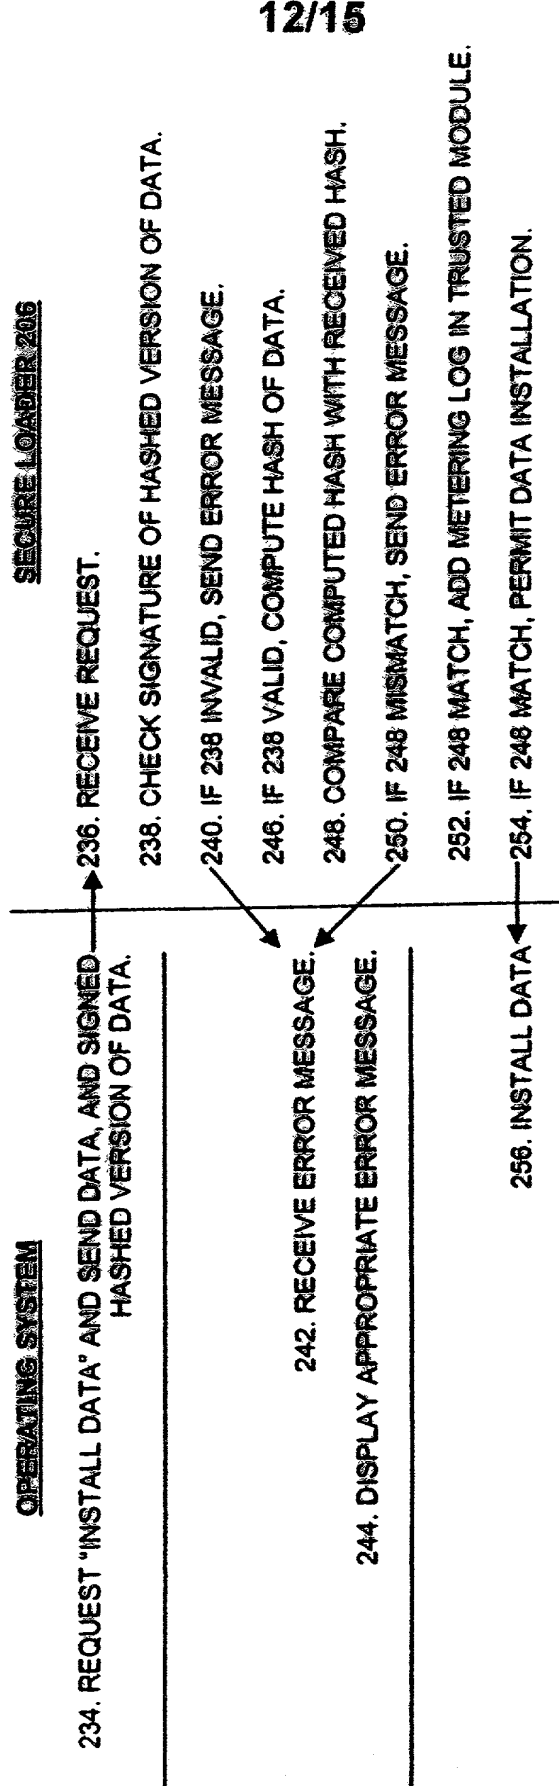 12/15
OPERATING SYSTEM
234. REQUEST "INSTALL DATA" AND SEND DATA, AND SIGNED
HASHED VERSION OF DATA.
242. RECEIVE ERROR MESSAGE.
244. DISPLAY APPROPRIATE ERROR MESSAGE.
256. INSTALL DATA
SECURE LOADER 206
236. RECEIVE REQUEST.
238. CHECK SIGNATURE OF HASHED VERSION OF DATA.
240. IF 238 INVALID, SEND ERROR MESSAGE.
246. IF 238 VALID, COMPUTE HASH OF DATA.
248. COMPARE COMPUTED HASH WITH RECEIVED HASH.
250. IF 248 MISMATCH, SEND ERROR MESSAGE.
252. IF 248 MATCH, ADD METERING LOG IN TRUSTED MODULE.
254. IF 248 MATCH, PERMIT DATA INSTALLATION.